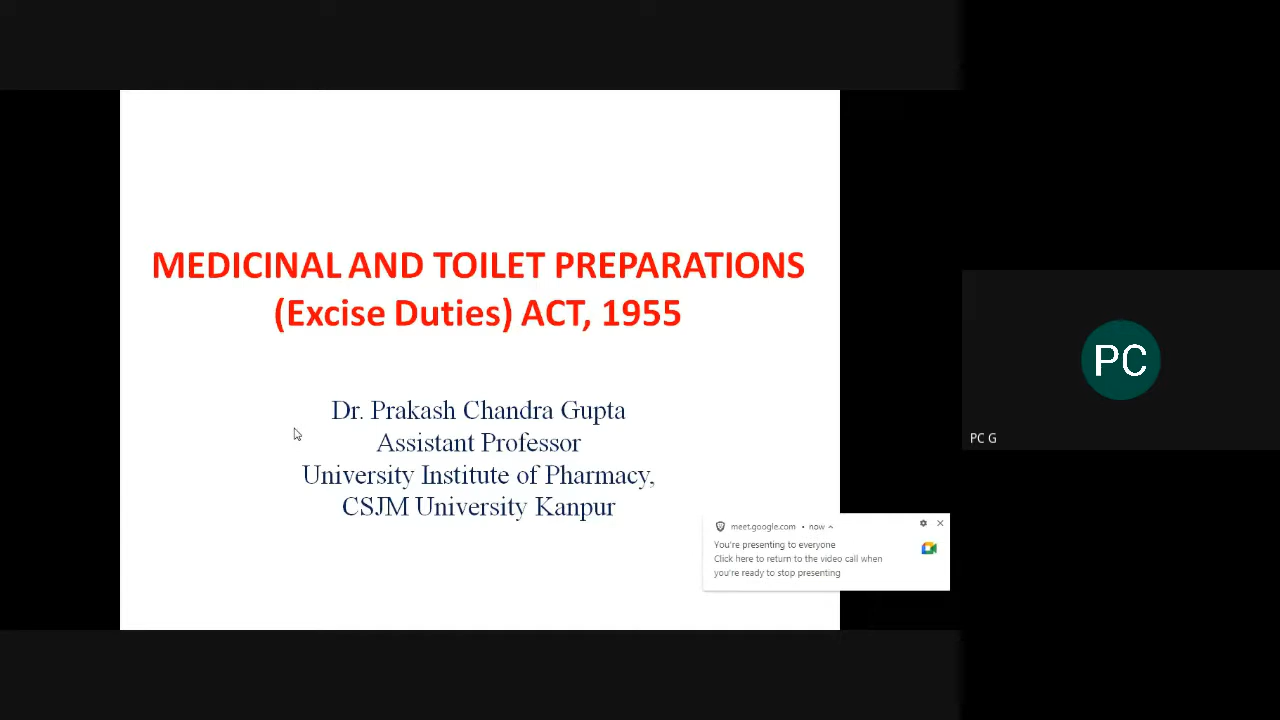 MEDICINAL AND TOILET PREPARATIONS
(Excise Duties) ACT, 1955
Dr. Prakash Chandra Gupta
Assistant Professor
University Institute of Pharmacy,
CSJM University Kanpur
PC
PC G
meet.google.com • now
You're presenting to everyone
Click here to return to the video call when
you're ready to stop presenting